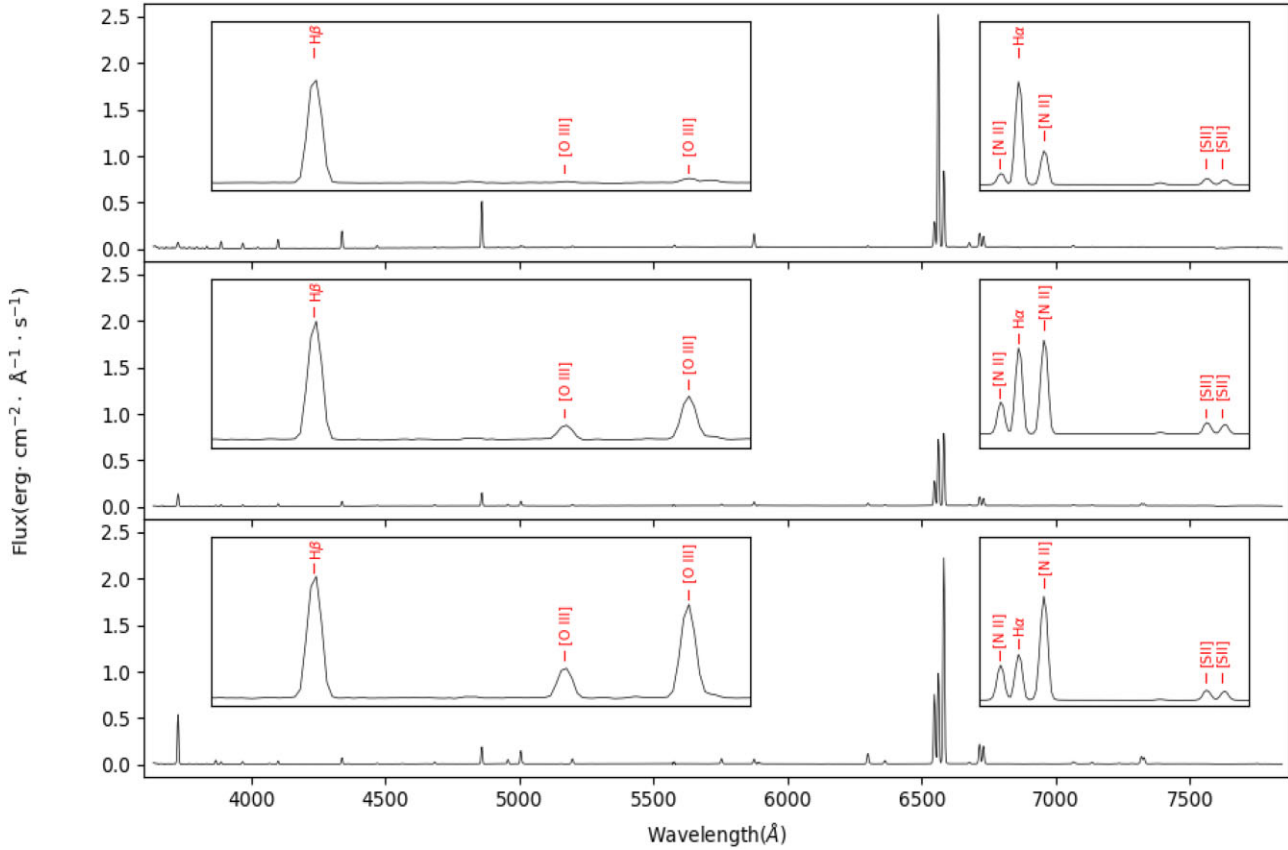 2.5
2.0
1.5
1.0
0.5
0.0
Hβ
[O III]
[O III]
[N II]
Hα
[N II]
[SII]
[SII]
2.5
2.0
1.5
1.0
0.5
0.0
Hβ
[O III]
[O III]
[N II]
Hα
[N II]
[SII]
[SII]
2.5
2.0
1.5
1.0
0.5
0.0
Hβ
[O III]
[O III]
[N II]
Hα
[N II]
[SII]
[SII]
Flux(erg· cm⁻²· Å⁻¹ · s⁻¹)
4000 4500 5000 5500 6000 6500 7000 7500
Wavelength(Å)